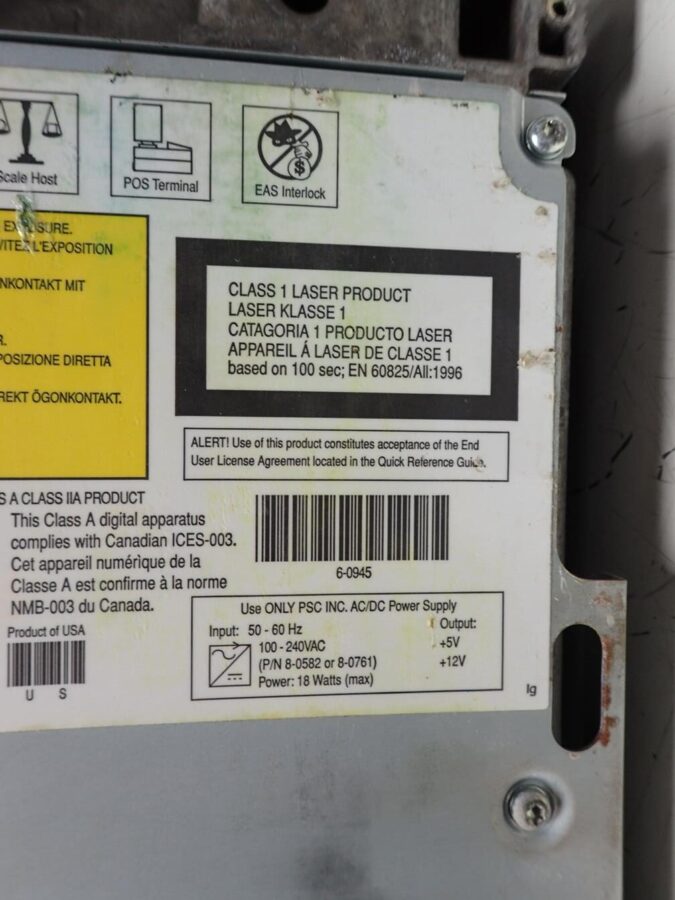 Scale Host
POS Terminal
EAS Interlock
$
EXPOSURE.
L'EXPOSITION
MIT
DIRETTA
ÖGONKONTAKT.
CLASS 1 LASER PRODUCT
LASER KLASSE 1
CATAGORIA 1 PRODUCTO LASER
APPAREIL Á LASER DE CLASSE 1
based on 100 sec; EN 60825/All:1996
ALERT! Use of this product constitutes acceptance of the End
User License Agreement located in the Quick Reference Guide.
A CLASS IIA PRODUCT
This Class A digital apparatus
complies with Canadian ICES-003.
Cet appareil numérique de la
Classe A est confirme à la norme
NMB-003 du Canada.
Product of USA
U S
6-0945
Use ONLY PSC INC. AC/DC Power Supply
Input: 50 - 60 Hz
100 - 240VAC
(P/N 8-0582 or 8-0761)
Power: 18 Watts (max)
Output:
+5V
+12V
lg